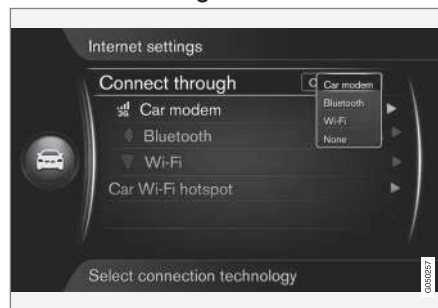 Internet settings
Connect through
Car modem
Bluetooth
Wi-Fi
None
3G Car modem
Bluetooth
Wi-Fi
Car Wi-Fi hotspot
Select connection technology
G050257